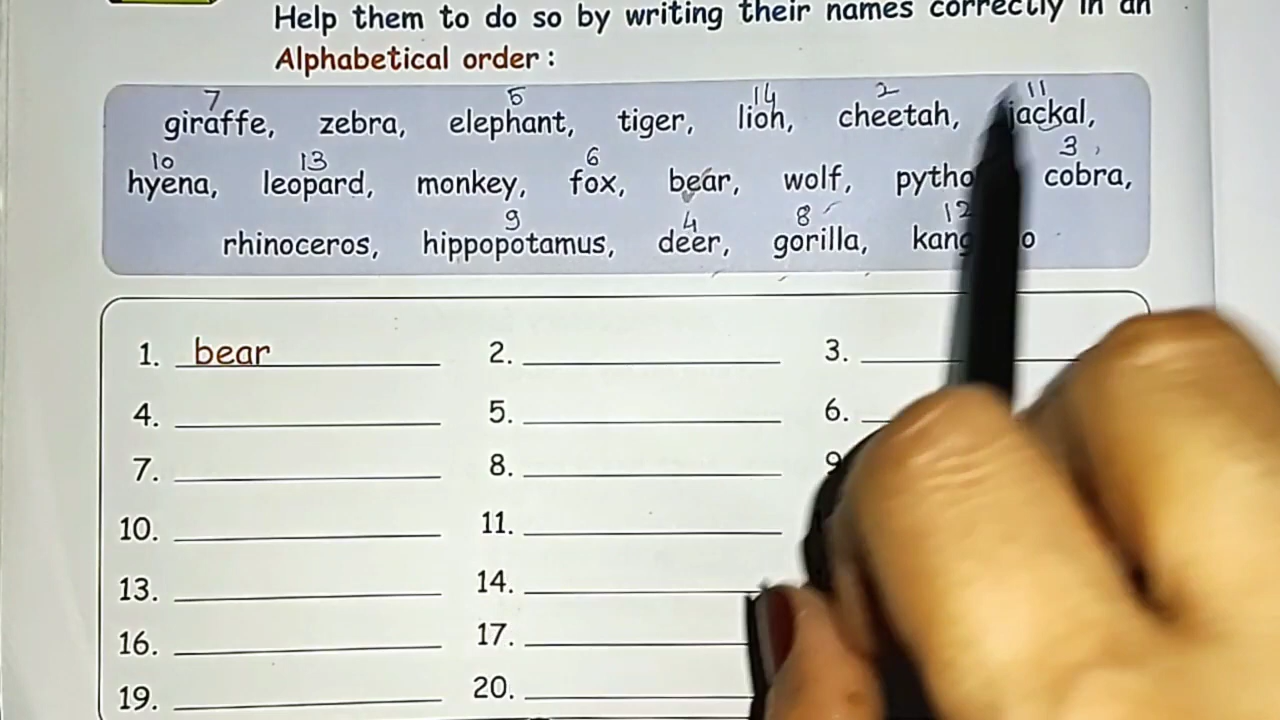 Help them to do so by writing their names correctly in an
Alphabetical order :
7 5 14 2 11
giraffe, zebra, elephant, tiger, lion, cheetah, jackal,
10 13 6 3
hyena, leopard, monkey, fox, bear, wolf, pytho cobra,
9 4 8 12
rhinoceros, hippopotamus, deer, gorilla, kang o
1. bear 2. 3.
4. 5. 6.
7. 8. 9
10. 11.
13. 14.
16. 17.
19. 20.